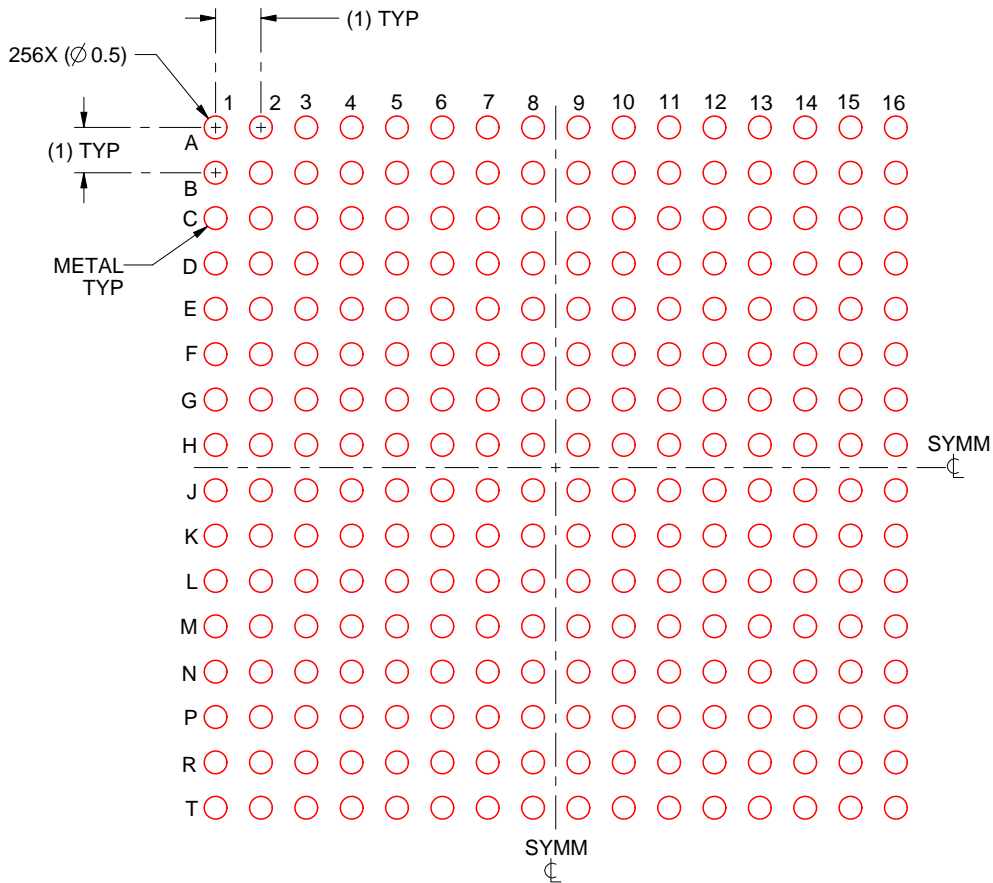 (1) TYP
256X (∅ 0.5)
1 2 3 4 5 6 7 8 9 10 11 12 13 14 15 16
A
(1) TYP
B
C
METAL
TYP
D
E
F
G
H
SYMM
℄
J
K
L
M
N
P
R
T
SYMM
℄